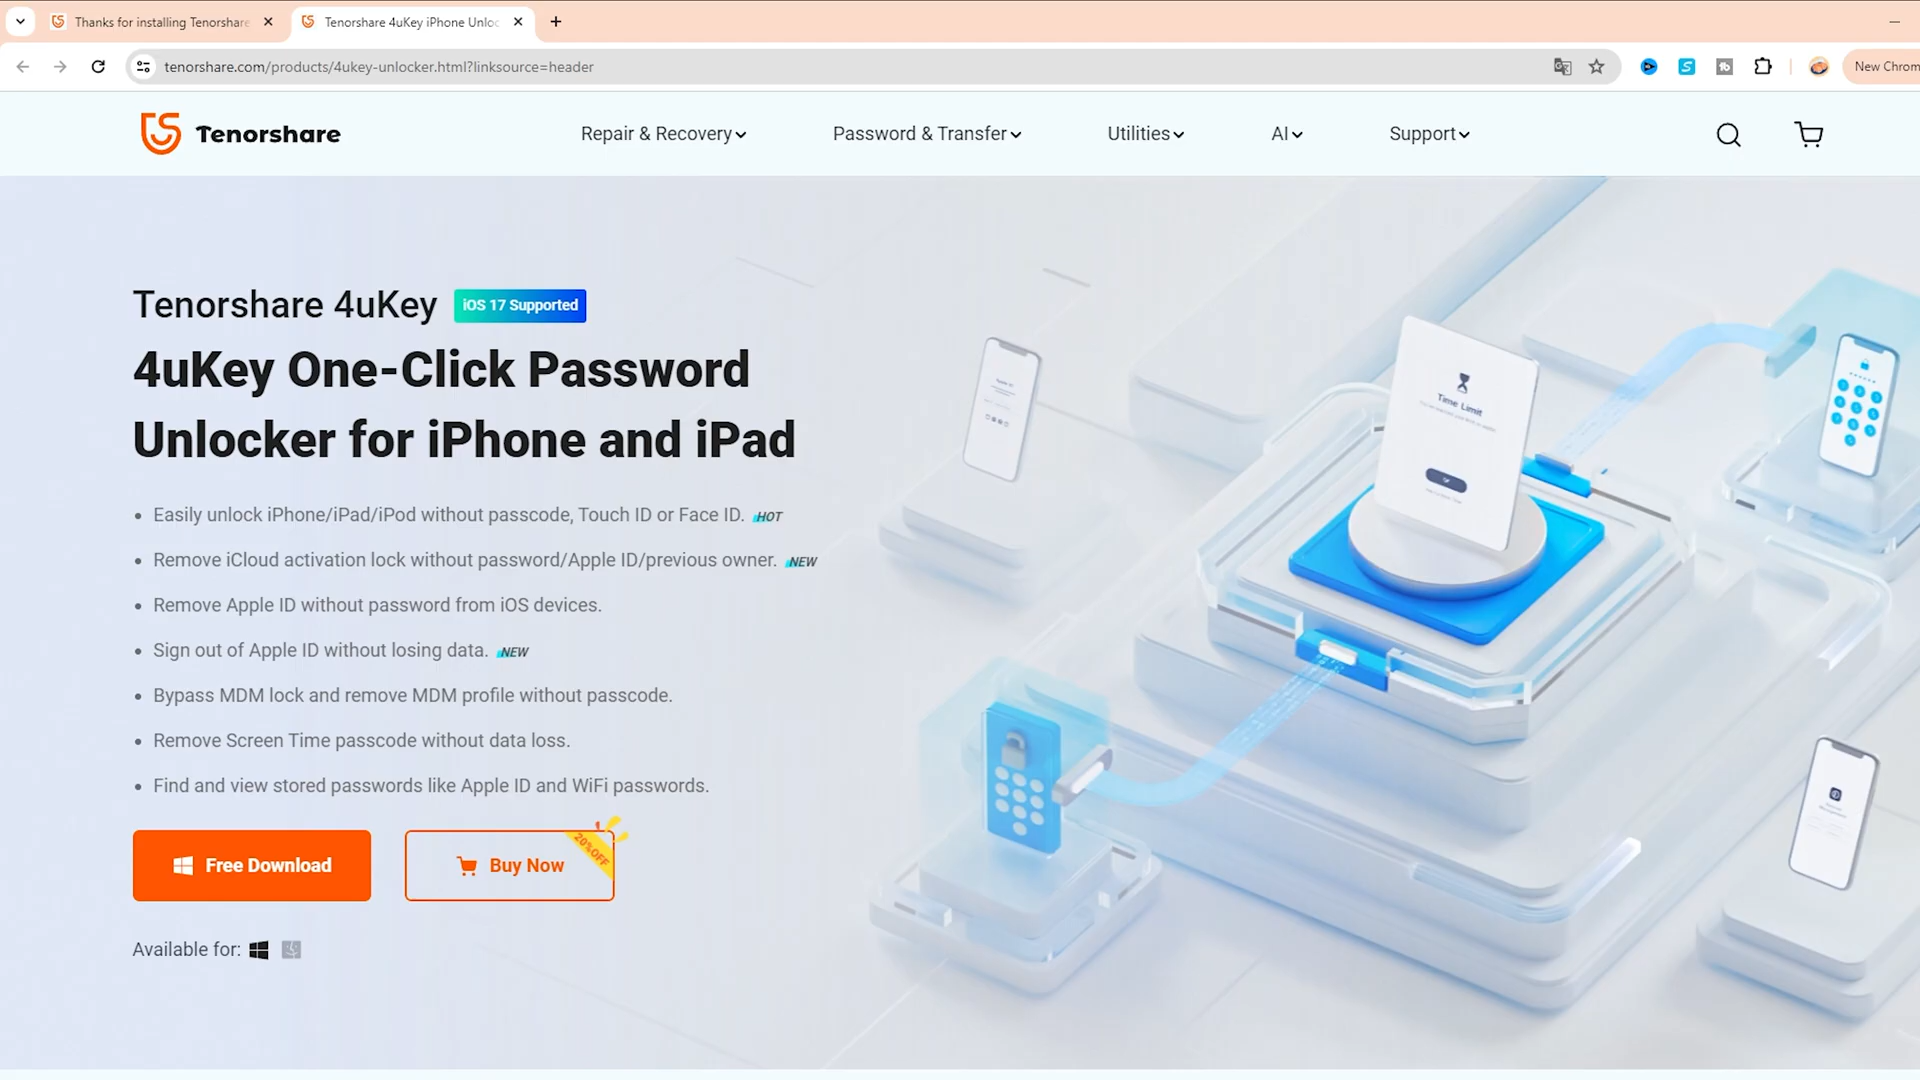 Thanks for installing Tenorshare
Tenorshare 4uKey iPhone Unloc
tenorshare.com/products/4ukey-unlocker.html?linksource=header
New Chrom
Tenorshare
Repair & Recovery
Password & Transfer
Utilities
AI
Support
Tenorshare 4uKey
iOS 17 Supported
4uKey One-Click Password
Unlocker for iPhone and iPad
Easily unlock iPhone/iPad/iPod without passcode, Touch ID or Face ID. HOT
Remove iCloud activation lock without password/Apple ID/previous owner. NEW
Remove Apple ID without password from iOS devices.
Sign out of Apple ID without losing data. NEW
Bypass MDM lock and remove MDM profile without passcode.
Remove Screen Time passcode without data loss.
Find and view stored passwords like Apple ID and WiFi passwords.
Free Download
Buy Now
20%OFF
Available for:
Time Limit